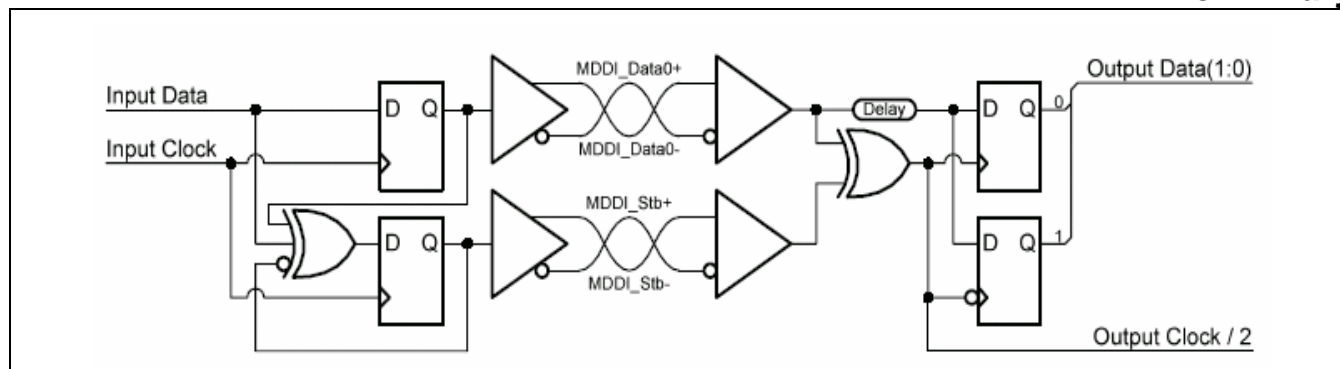 Input Data
Input Clock
D Q
D Q
MDDI_Data0+
MDDI_Data0-
MDDI_Stb+
MDDI_Stb-
Delay
D Q
D Q
0
1
Output Data(1:0)
Output Clock / 2